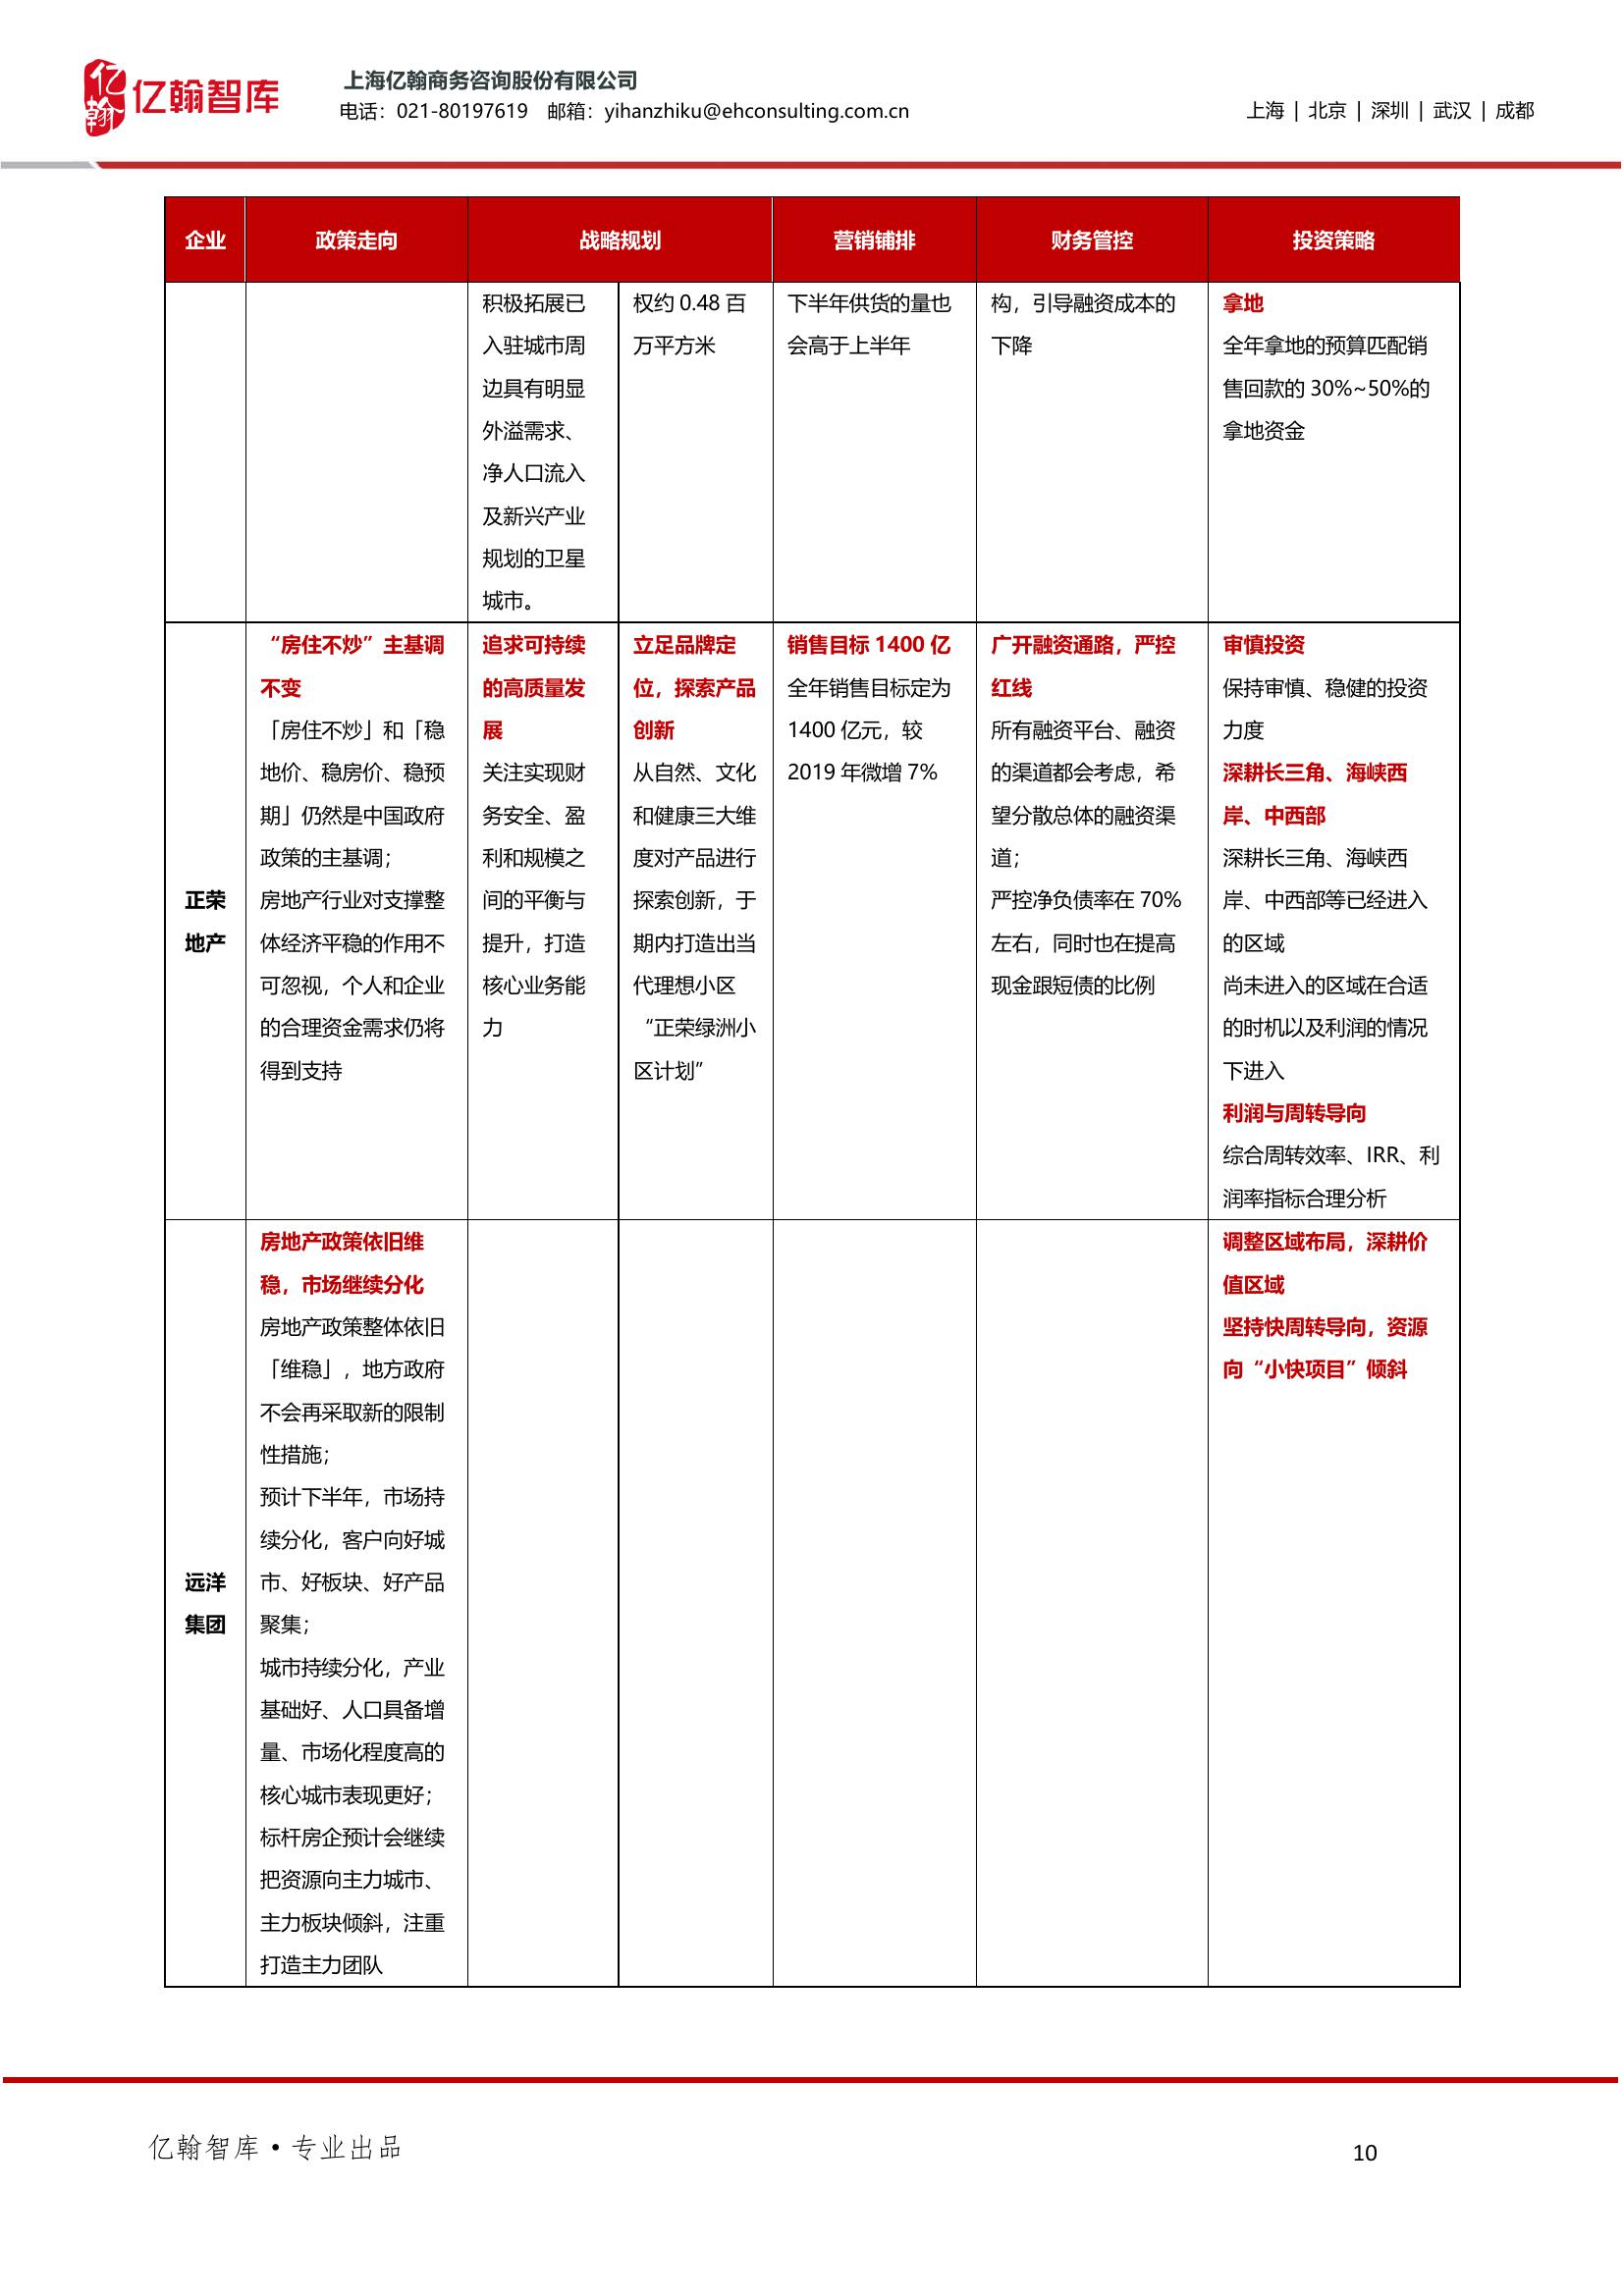 亿翰
亿翰智库
上海亿翰商务咨询股份有限公司
电话：021-80197619 邮箱：yihanzhiku@ehconsulting.com.cn
上海 | 北京 | 深圳 | 武汉 | 成都
企业 政策走向 战略规划 营销铺排 财务管控 投资策略
积极拓展已
入驻城市周
边具有明显
外溢需求、
净人口流入
及新兴产业
规划的卫星
城市。
权约 0.48 百
万平方米
下半年供货的量也
会高于上半年
构，引导融资成本的
下降
拿地
全年拿地的预算匹配销
售回款的 30%~50%的
拿地资金
正荣
地产
“房住不炒”主基调
不变
「房住不炒」和「稳
地价、稳房价、稳预
期」仍然是中国政府
政策的主基调；
房地产行业对支撑整
体经济平稳的作用不
可忽视，个人和企业
的合理资金需求仍将
得到支持
追求可持续
的高质量发
展
关注实现财
务安全、盈
利和规模之
间的平衡与
提升，打造
核心业务能
力
立足品牌定
位，探索产品
创新
从自然、文化
和健康三大维
度对产品进行
探索创新，于
期内打造出当
代理想小区
“正荣绿洲小
区计划”
销售目标 1400 亿
全年销售目标定为
1400 亿元，较
2019 年微增 7%
广开融资通路，严控
红线
所有融资平台、融资
的渠道都会考虑，希
望分散总体的融资渠
道；
严控净负债率在 70%
左右，同时也在提高
现金跟短债的比例
审慎投资
保持审慎、稳健的投资
力度
深耕长三角、海峡西
岸、中西部
深耕长三角、海峡西
岸、中西部等已经进入
的区域
尚未进入的区域在合适
的时机以及利润的情况
下进入
利润与周转导向
综合周转效率、IRR、利
润率指标合理分析
远洋
集团
房地产政策依旧维
稳，市场继续分化
房地产政策整体依旧
「维稳」，地方政府
不会再采取新的限制
性措施；
预计下半年，市场持
续分化，客户向好城
市、好板块、好产品
聚集；
城市持续分化，产业
基础好、人口具备增
量、市场化程度高的
核心城市表现更好；
标杆房企预计会继续
把资源向主力城市、
主力板块倾斜，注重
打造主力团队
调整区域布局，深耕价
值区域
坚持快周转导向，资源
向“小快项目”倾斜
亿翰智库·专业出品
10